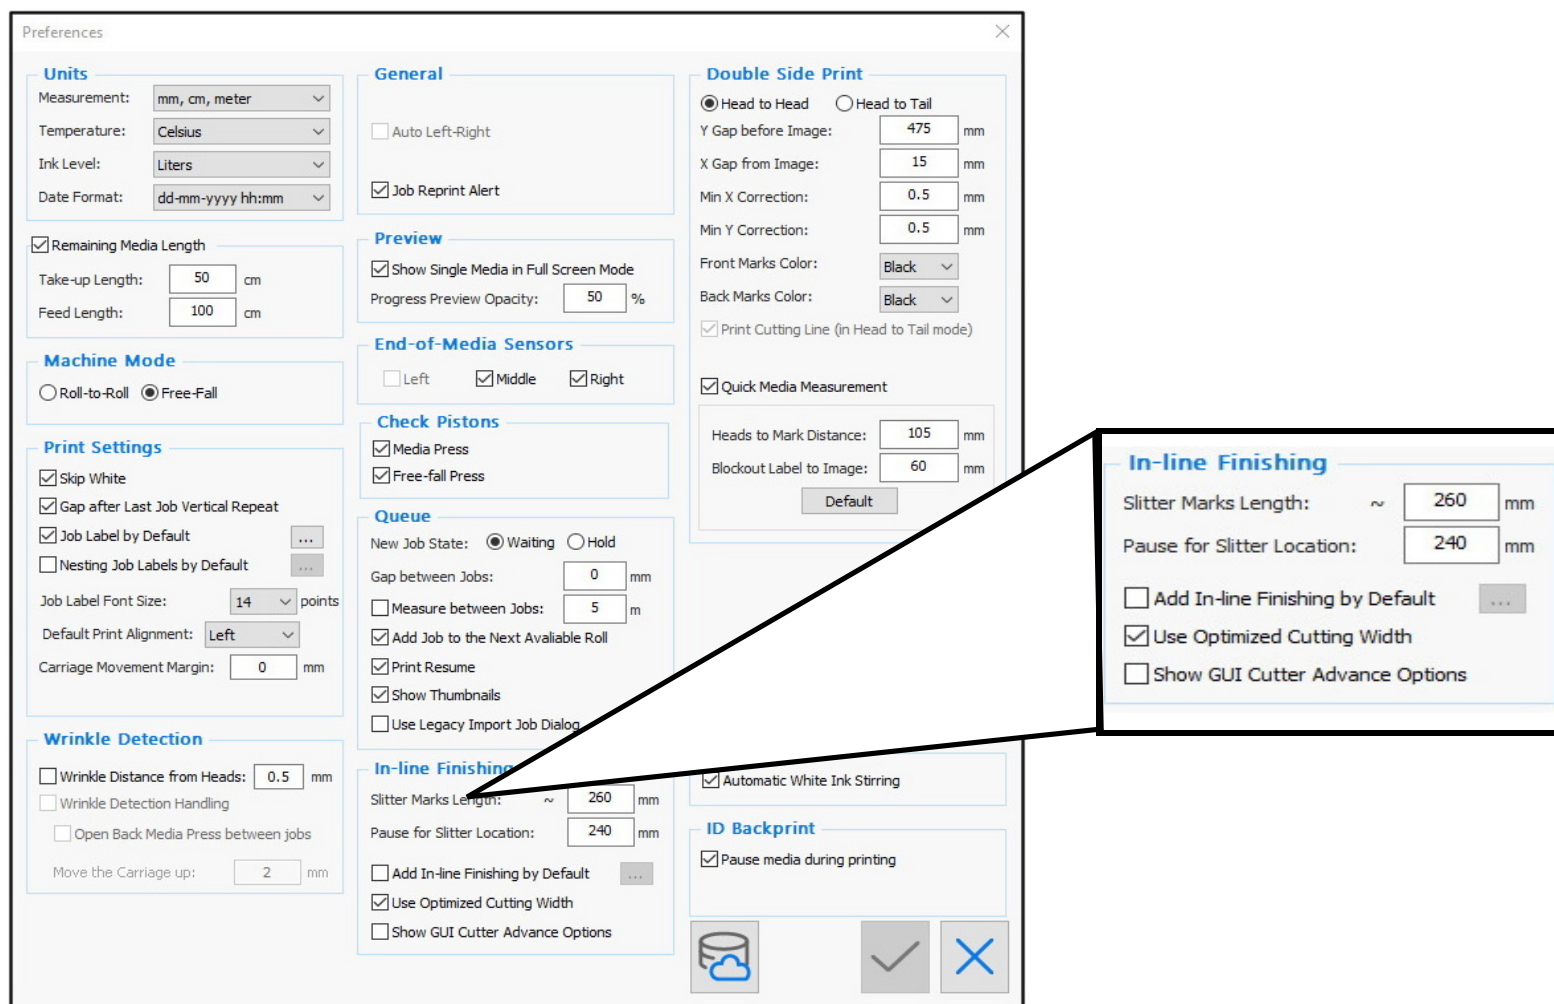 Preferences
Units
Measurement: mm, cm, meter
Temperature: Celsius
Ink Level: Liters
Date Format: dd-mm-yyyy hh:mm
Remaining Media Length
Take-up Length: 50 cm
Feed Length: 100 cm
Machine Mode
Roll-to-Roll Free-Fall
Print Settings
Skip White
Gap after Last Job Vertical Repeat
Job Label by Default ...
Nesting Job Labels by Default ...
Job Label Font Size: 14 points
Default Print Alignment: Left
Carriage Movement Margin: 0 mm
Wrinkle Detection
Wrinkle Distance from Heads: 0.5 mm
Wrinkle Detection Handling
Open Back Media Press between jobs
Move the Carriage up: 2 mm
General
Auto Left-Right
Job Reprint Alert
Preview
Show Single Media in Full Screen Mode
Progress Preview Opacity: 50 %
End-of-Media Sensors
Left Middle Right
Check Pistons
Media Press
Free-fall Press
Queue
New Job State: Waiting Hold
Gap between Jobs: 0 mm
Measure between Jobs: 5 m
Add Job to the Next Avaliable Roll
Print Resume
Show Thumbnails
Use Legacy Import Job Dialog
In-line Finishing
Slitter Marks Length: ~ 260 mm
Pause for Slitter Location: 240 mm
Add In-line Finishing by Default ...
Use Optimized Cutting Width
Show GUI Cutter Advance Options
Double Side Print
Head to Head Head to Tail
Y Gap before Image: 475 mm
X Gap from Image: 15 mm
Min X Correction: 0.5 mm
Min Y Correction: 0.5 mm
Front Marks Color: Black
Back Marks Color: Black
Print Cutting Line (in Head to Tail mode)
Quick Media Measurement
Heads to Mark Distance: 105 mm
Blockout Label to Image: 60 mm
Default
Automatic White Ink Stirring
ID Backprint
Pause media during printing
In-line Finishing
Slitter Marks Length: ~ 260 mm
Pause for Slitter Location: 240 mm
Add In-line Finishing by Default ...
Use Optimized Cutting Width
Show GUI Cutter Advance Options